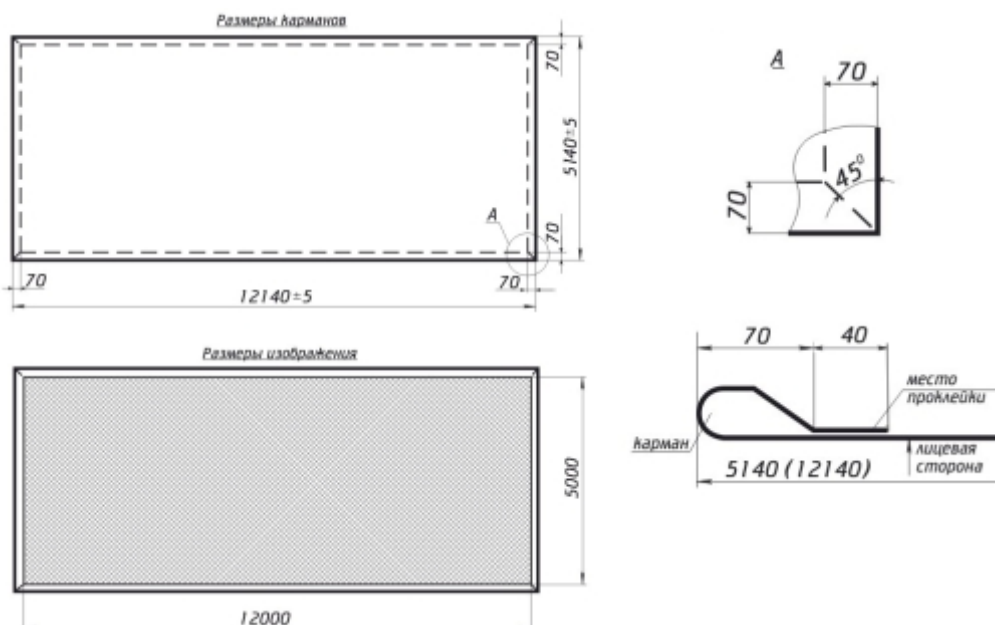 Размеры карманов
70
5140±5
А
70
70
70
12140±5
А
70
45°
70
Размеры изображения
5000
12000
70
40
место
проклейки
карман
лицевая
сторона
5140 (12140)